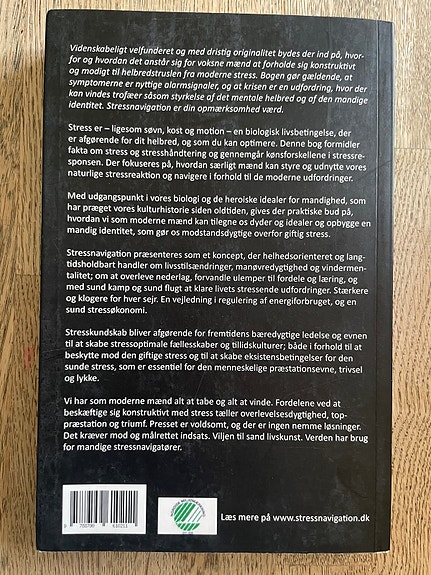 Videnskabeligt velfunderet og med dristig originalitet bydes der ind på, hvor-
for og hvordan det anstår sig for voksne mænd at forholde sig konstruktivt
og modigt til helbredstruslen fra moderne stress. Bogen gør gældende, at
symptomerne er nyttige alarmsignaler, og at krisen er en udfordring, hvor der
kan vindes trofæer såsom styrkelse af det mentale helbred og af den mandige
identitet. Stressnavigation er din opmærksomhed værd.
Stress er – ligesom søvn, kost og motion – en biologisk livsbetingelse, der
er afgørende for dit helbred, og som du kan optimere. Denne bog formidler
fakta om stress og stresshåndtering og gennemgår kønsforskellene i stressre-
sponsen. Der fokuseres på, hvordan særligt mænd kan styre og udnytte vores
naturlige stressreaktion og navigere i forhold til de moderne udfordringer.
Med udgangspunkt i vores biologi og de heroiske idealer for mandighed, som
har præget vores kulturhistorie siden oldtiden, gives der praktiske bud på,
hvordan vi som moderne mænd kan tilegne os dyder og idealer og opbygge en
mandig identitet, som gør os modstandsdygtige overfor giftig stress.
Stressnavigation præsenteres som et koncept, der helhedsorienteret og lang-
tidsholdbart handler om livstilsændringer, manøvredygtighed og vindermen-
talitet; om at overleve nederlag, forvandle ulemper til fordele og læring, og
med sund kamp og sund flugt at klare livets stressende udfordringer. Stærkere
og klogere for hver sejr. En vejledning i regulering af energiforbruget, og en
sund stressøkonomi.
Stresskundskab bliver afgørende for fremtidens bæredygtige ledelse og evnen
til at skabe stressoptimale fællesskaber og tillidskulturer; både i forhold til at
beskytte mod den giftige stress og til at skabe eksistensbetingelser for den
sunde stress, som er essentiel for den menneskelige præstationsevne, trivsel
og lykke.
Vi har som moderne mænd alt at tabe og alt at vinde. Fordelene ved at
beskæftige sig konstruktivt med stress tæller overlevelsesdygtighed, top-
præstation og triumf. Presset er voldsomt, og der er ingen nemme løsninger.
Det kræver mod og målrettet indsats. Viljen til sand livskunst. Verden har brug
for mandige stressnavigatører.
Læs mere på www.stressnavigation.dk